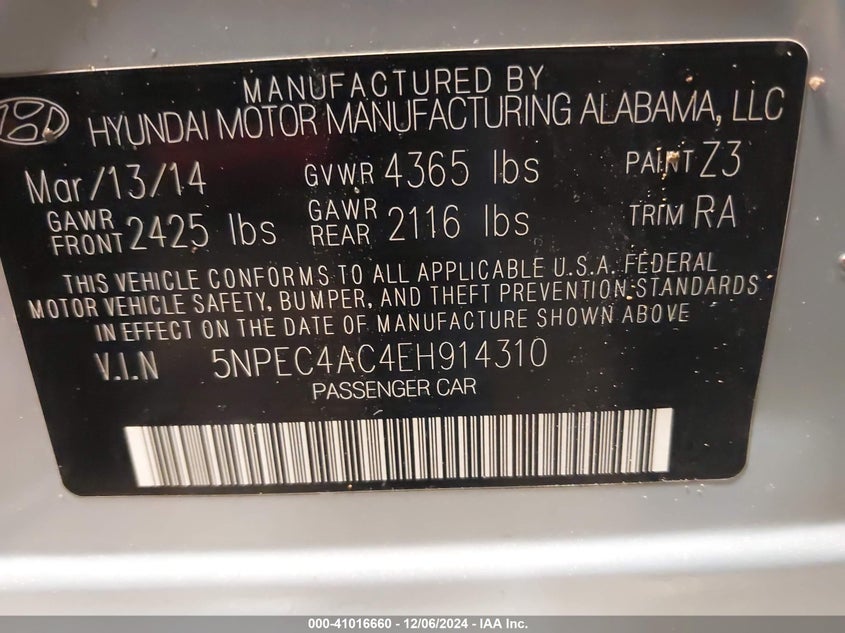 MANUFACTURED BY
HYUNDAI MOTOR MANUFACTURING ALABAMA, LLC
Mar/13/14 GVWR 4365 lbs PAINT Z3
GAWR FRONT 2425 lbs GAWR REAR 2116 lbs TRIM RA
THIS VEHICLE CONFORMS TO ALL APPLICABLE U.S.A. FEDERAL
MOTOR VEHICLE SAFETY, BUMPER, AND THEFT PREVENTION STANDARDS
IN EFFECT ON THE DATE OF MANUFACTURE SHOWN ABOVE
V.I.N 5NPEC4AC4EH914310
PASSENGER CAR
000-41016660 - 12/06/2024 - IAA Inc.